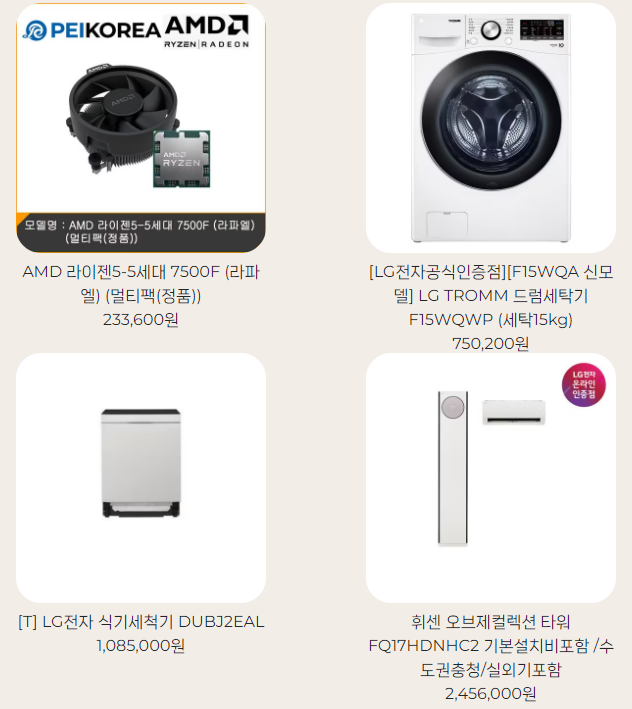 PEIKOREA AMD
RYZEN | RADEON
AMD
AMD
RYZEN
모델명 : AMD 라이젠5-5세대 7500F (라파엘)
(멀티팩(정품))
AMD 라이젠5-5세대 7500F (라파
엘) (멀티팩(정품))
233,600원
[LG전자공식인증점][F15WQA 신모
델] LG TROMM 드럼세탁기
F15WQWP (세탁15kg)
750,200원
LG전자
온라인
인증점
[T] LG전자 식기세척기 DUBJ2EAL
1,085,000원
휘센 오브제컬렉션 타워
FQ17HDNHC2 기본설치비포함 /수
도권충청/실외기포함
2,456,000원